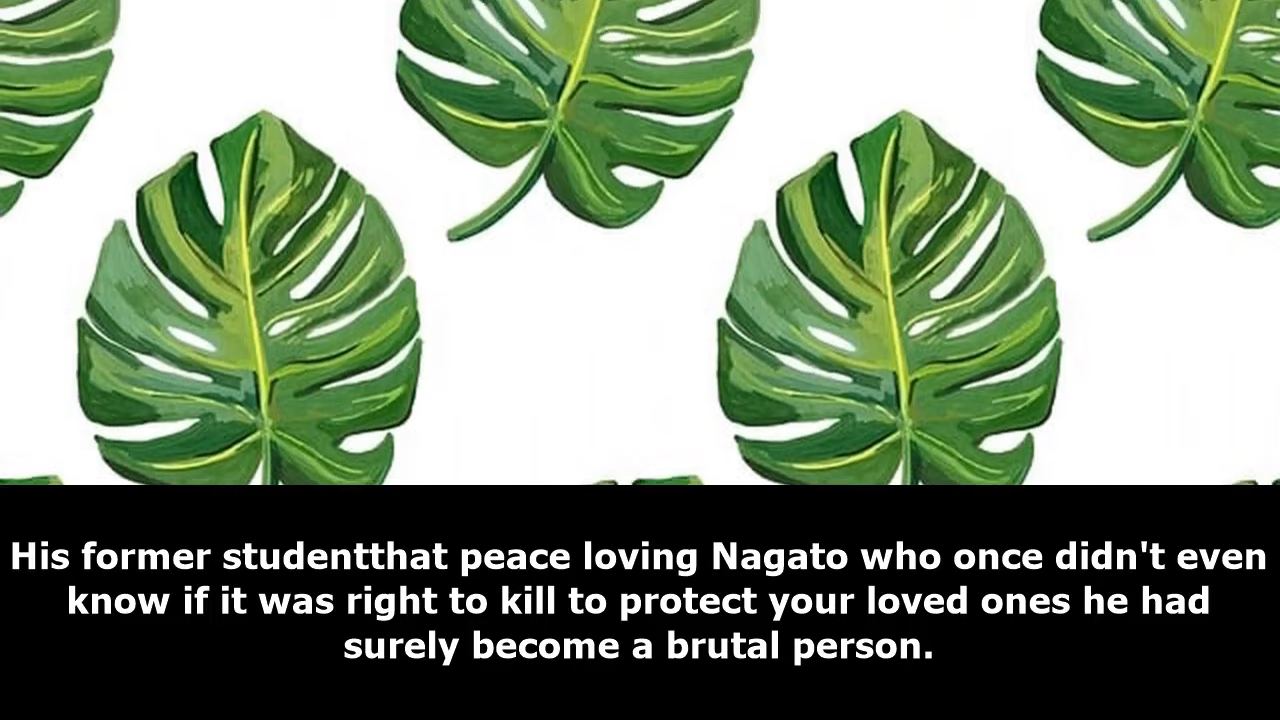 His former studentthat peace loving Nagato who once didn't even
know if it was right to kill to protect your loved ones he had
surely become a brutal person.